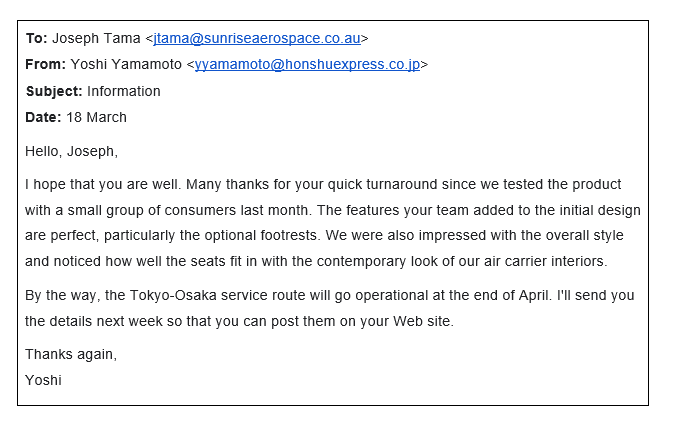 To: Joseph Tama <jtama@sunriseaerospace.co.au>
From: Yoshi Yamamoto <yyamamoto@honshuexpress.co.jp>
Subject: Information
Date: 18 March
Hello, Joseph,
I hope that you are well. Many thanks for your quick turnaround since we tested the product
with a small group of consumers last month. The features your team added to the initial design
are perfect, particularly the optional footrests. We were also impressed with the overall style
and noticed how well the seats fit in with the contemporary look of our air carrier interiors.
By the way, the Tokyo-Osaka service route will go operational at the end of April. I'll send you
the details next week so that you can post them on your Web site.
Thanks again,
Yoshi